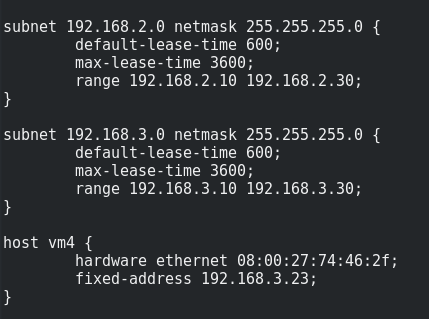 subnet 192.168.2.0 netmask 255.255.255.0 {
        default-lease-time 600;
        max-lease-time 3600;
        range 192.168.2.10 192.168.2.30;
}

subnet 192.168.3.0 netmask 255.255.255.0 {
        default-lease-time 600;
        max-lease-time 3600;
        range 192.168.3.10 192.168.3.30;
}

host vm4 {
        hardware ethernet 08:00:27:74:46:2f;
        fixed-address 192.168.3.23;
}